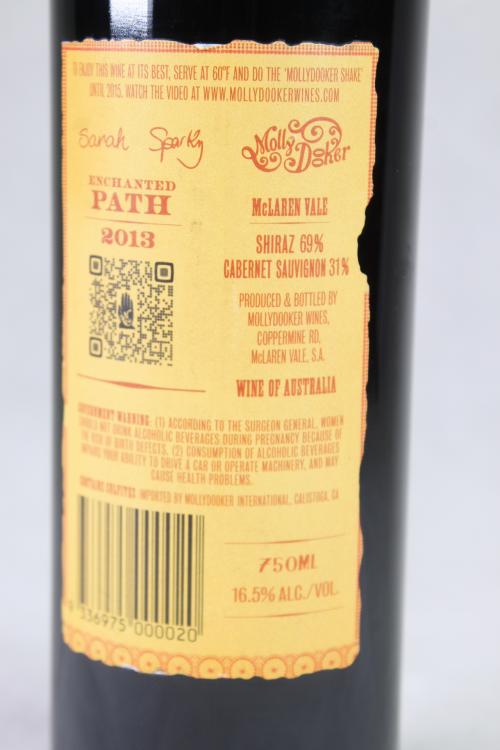 TO ENJOY THIS WINE AT ITS BEST, SERVE AT 60°F AND DO THE 'MOLLYDOOKER SHAKE'
UNTIL 2015. WATCH THE VIDEO AT WWW.MOLLYDOOKERWINES.COM
Sarah Sparky
ENCHANTED
PATH
2013
Molly
Dooker
McLAREN VALE
SHIRAZ 69%
CABERNET SAUVIGNON 31%
PRODUCED & BOTTLED BY
MOLLYDOOKER WINES,
COPPERMINE RD,
McLAREN VALE, S.A.
WINE OF AUSTRALIA
GOVERNMENT WARNING: (1) ACCORDING TO THE SURGEON GENERAL, WOMEN
SHOULD NOT DRINK ALCOHOLIC BEVERAGES DURING PREGNANCY BECAUSE OF
THE RISK OF BIRTH DEFECTS. (2) CONSUMPTION OF ALCOHOLIC BEVERAGES
IMPAIRS YOUR ABILITY TO DRIVE A CAR OR OPERATE MACHINERY, AND MAY
CAUSE HEALTH PROBLEMS.
CONTAINS SULFITES IMPORTED BY MOLLYDOOKER INTERNATIONAL, CALISTOGA, CA
9 336975 000020
750ML
16.5% ALC./VOL.